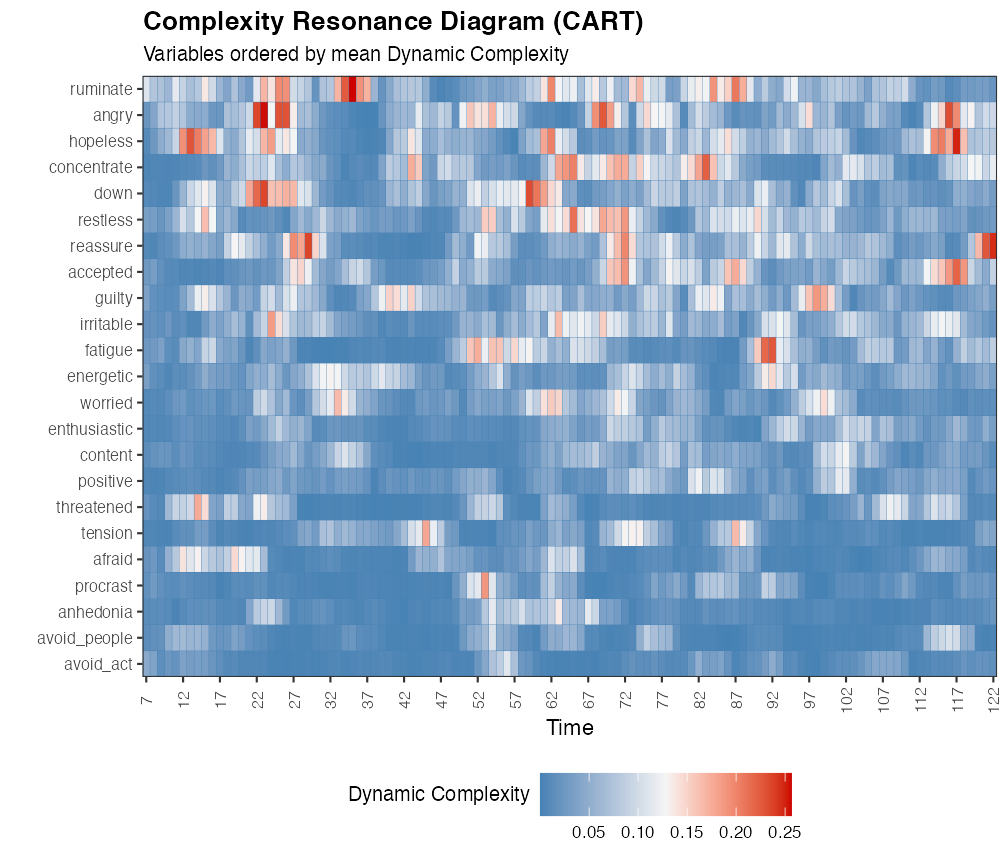 Complexity Resonance Diagram (CART)
Variables ordered by mean Dynamic Complexity
ruminate
angry
hopeless
concentrate
down
restless
reassure
accepted
guilty
irritable
fatigue
energetic
worried
enthusiastic
content
positive
threatened
tension
afraid
procrast
anhedonia
avoid_people
avoid_act
7 12 17 22 27 32 37 42 47 52 57 62 67 72 77 82 87 92 97 102 107 112 117 122
Time
Dynamic Complexity
0.05 0.10 0.15 0.20 0.25